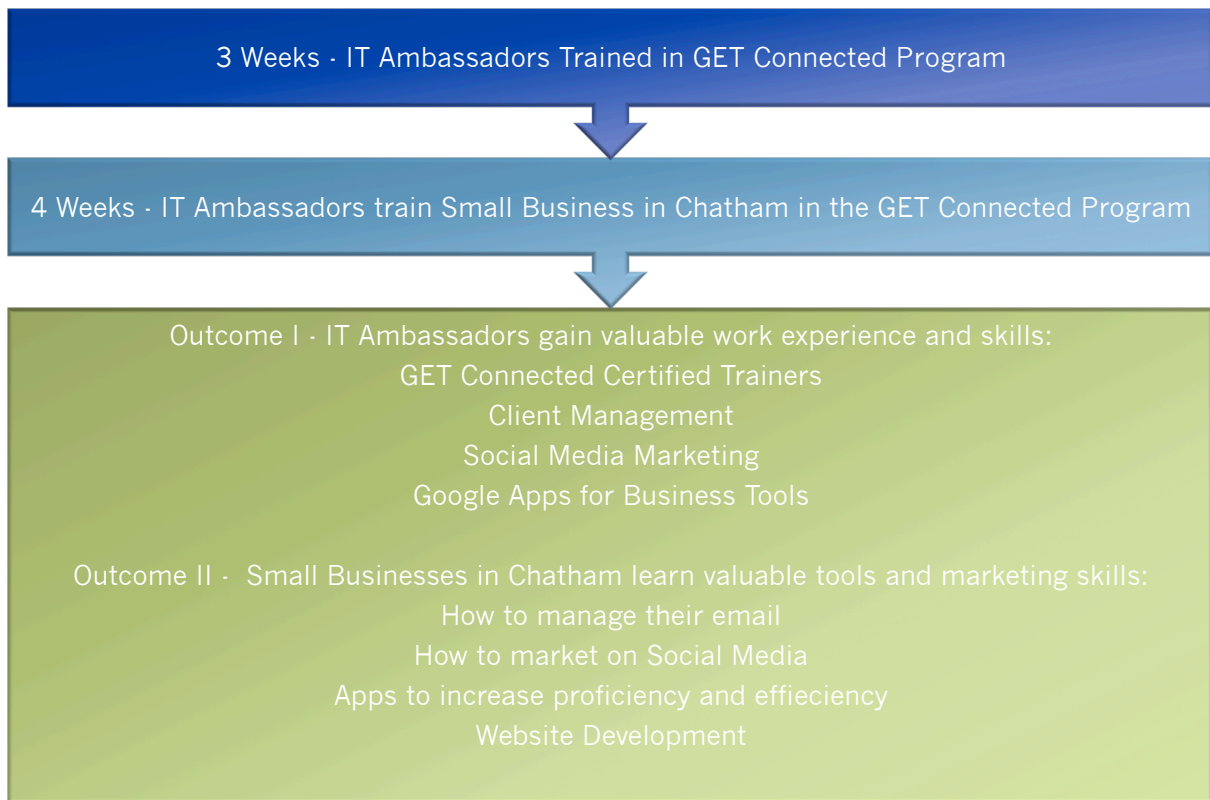 3 Weeks - IT Ambassadors Trained in GET Connected Program
4 Weeks - IT Ambassadors train Small Business in Chatham in the GET Connected Program
Outcome I - IT Ambassadors gain valuable work experience and skills:
GET Connected Certified Trainers
Client Management
Social Media Marketing
Google Apps for Business Tools
Outcome II -  Small Businesses in Chatham learn valuable tools and marketing skills:
How to manage their email
How to market on Social Media
Apps to increase proficiency and effieciency
Website Development